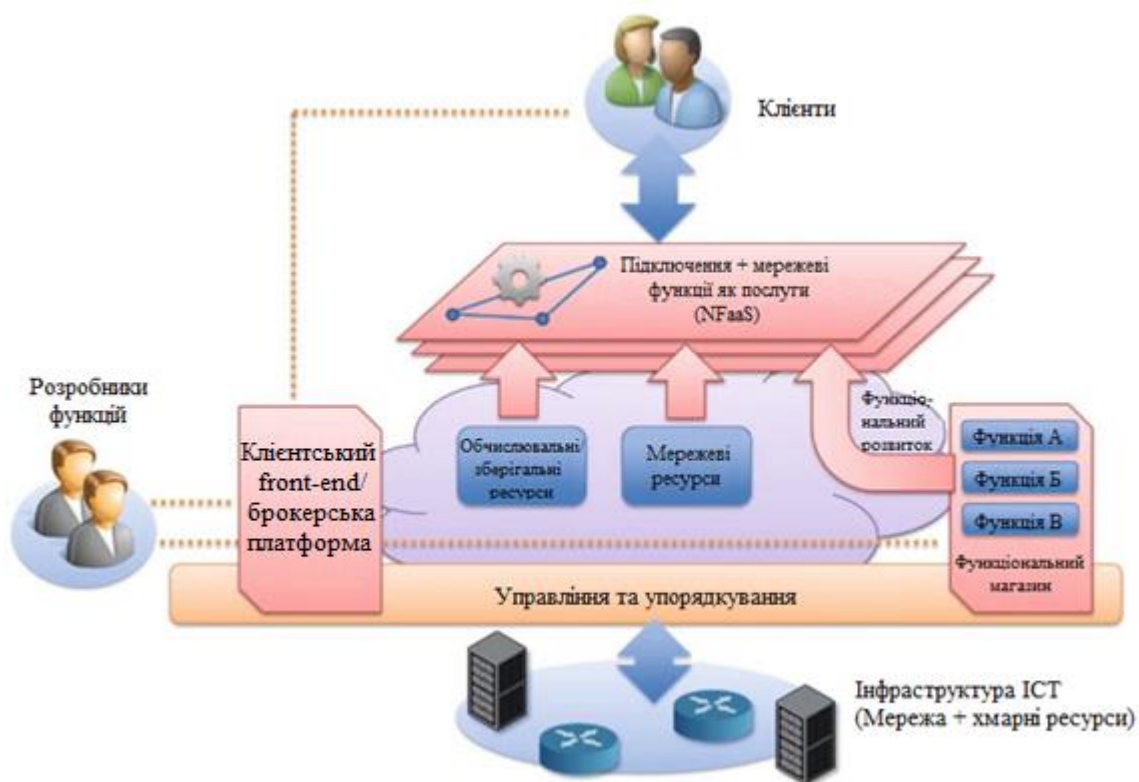 Клієнти
Підключення + мережеві
функції як послуги
(NFaaS)
Розробники
функцій
Клієнтський
front-end/
брокерська
платформа
Обчислювальні/
зберігальні
ресурси
Мережеві
ресурси
Функціо-
нальний
розвиток
Функція А
Функція Б
Функція В
Функціональний
магазин
Управління та упорядкування
Інфраструктура ICT
(Мережа + хмарні ресурси)